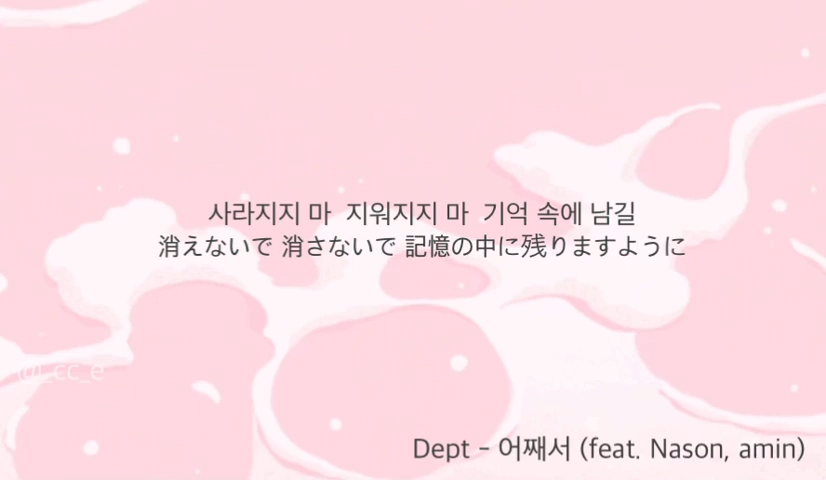 사라지지 마  지워지지 마  기억 속에 남길
消えないで 消さないで 記憶の中に残りますように
@_cc_e
Dept - 어째서 (feat. Nason, amin)